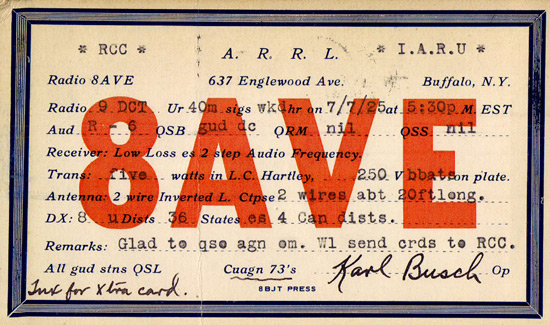 * RCC * A. R. R. L. * I.A.R.U *
Radio 8AVE 637 Englewood Ave. Buffalo, N.Y.
8AVE
Radio 9 DCT Ur 40m sigs wkd hr on 7/7/25 at 5:30p M. EST
Aud R - 6 QSB gud dc QRM. nil QSS nil
Receiver: Low Loss es 2 step Audio Frequency.
Trans: five watts in L.C. Hartley, 250 V bbats on plate.
Antenna: 2 wire Inverted L. Ctpse 2 wires abt 20ftlong.
DX: 8 u Dists 36 States es 4 Can dists.
Remarks: Glad to qso agn om. Wl send crds to RCC.
All gud stns QSL Cuagn 73's Karl Busch Op
Tnx for Xtra card. 8BJT PRESS